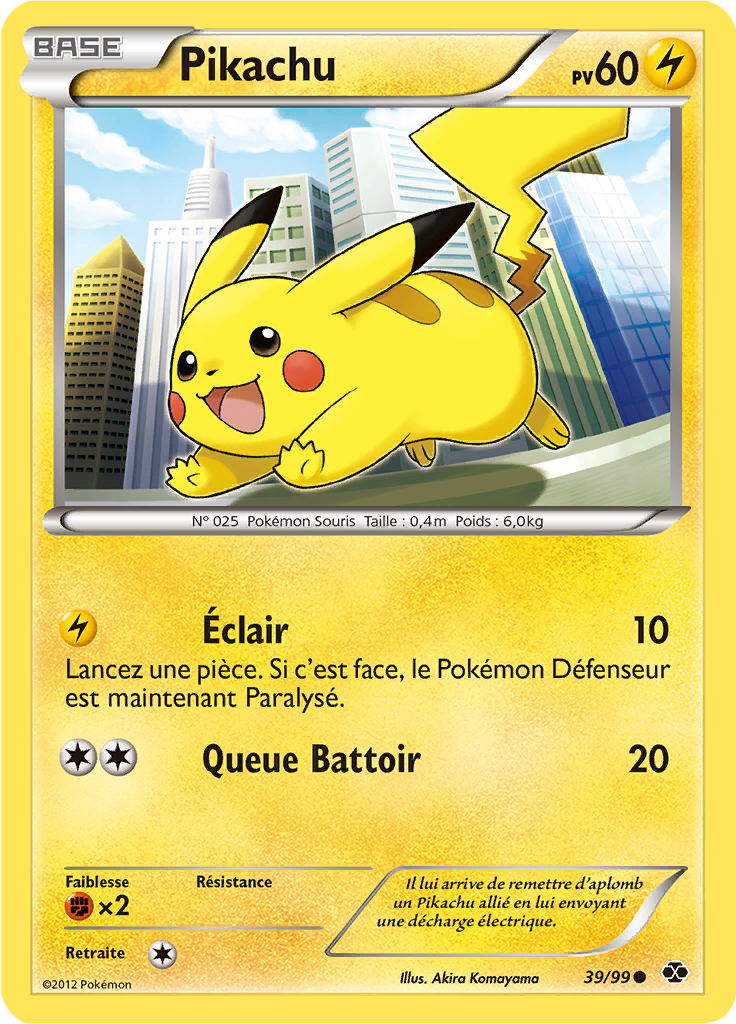 BASE
Pikachu
PV60
N° 025 Pokémon Souris Taille : 0,4m Poids : 6,0kg
Éclair 10
Lancez une pièce. Si c’est face, le Pokémon Défenseur
est maintenant Paralysé.
Queue Battoir 20
Faiblesse Résistance
×2
Il lui arrive de remettre d’aplomb
un Pikachu allié en lui envoyant
une décharge électrique.
Retraite
©2012 Pokémon
Illus. Akira Komayama
39/99